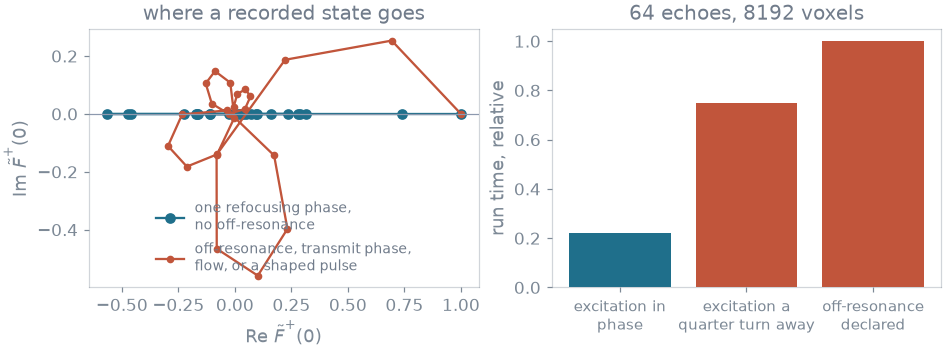 where a recorded state goes
0.2
0.0
−0.2
−0.4
Im F̃⁺(0)
one refocusing phase,
no off-resonance
off-resonance, transmit phase,
flow, or a shaped pulse
−0.50 −0.25 0.00 0.25 0.50 0.75 1.00
Re F̃⁺(0)
64 echoes, 8192 voxels
1.0
0.8
0.6
0.4
0.2
0.0
run time, relative
excitation in
phase
excitation a
quarter turn away
off-resonance
declared